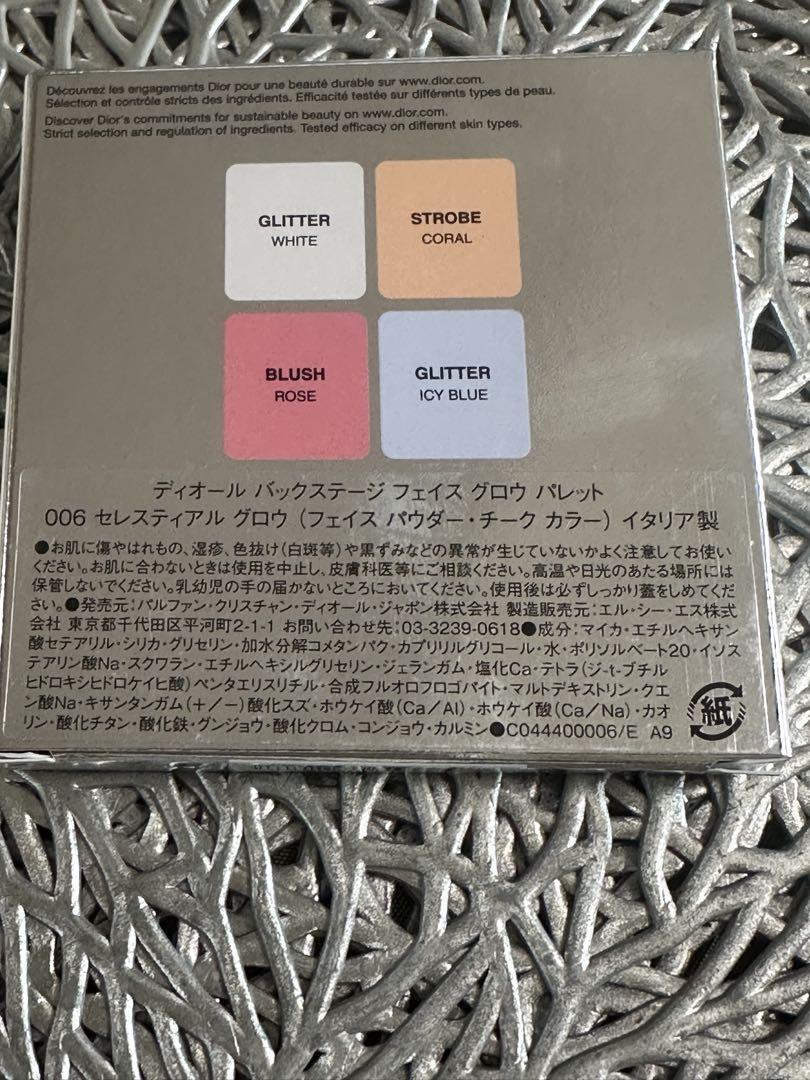 Découvrez les engagements Dior pour une beauté durable sur www.dior.com.
Sélection et contrôle stricts des ingrédients. Efficacité testée sur différents types de peau.
Discover Dior's commitments for sustainable beauty on www.dior.com.
Strict selection and regulation of ingredients. Tested efficacy on different skin types.
GLITTER
WHITE
STROBE
CORAL
BLUSH
ROSE
GLITTER
ICY BLUE
ディオール バックステージ フェイス グロウ パレット
006 セレスティアル グロウ (フェイス パウダー・チーク カラー) イタリア製
●お肌に傷やはれもの、湿疹、色抜け(白斑等)や黒ずみなどの異常が生じていないかよく注意してお使い
ください。お肌に合わないときは使用を中止し、皮膚科医等にご相談ください。高温や日光のあたる場所には
保管しないでください。乳幼児の手の届かないところにおいてください。使用後は必ずしっかり蓋をしめてくだ
さい。●発売元:パルファン・クリスチャン・ディオール・ジャポン株式会社 製造販売元:エル・シー・エス株式
会社 東京都千代田区平河町2-1-1 お問い合わせ先:03-3239-0618●成分:マイカ・エチルヘキサン
酸セテアリル・シリカ・グリセリン・加水分解コメタンパク・カプリリルグリコール・水・ポリソルベート20・イソス
テアリン酸Na・スクワラン・エチルヘキシルグリセリン・ジェランガム・塩化Ca・テトラ(ジ-t-ブチル
ヒドロキシヒドロケイヒ酸)ペンタエリスリチル・合成フルオロフロゴパイト・マルトデキストリン・クエ
ン酸Na・キサンタンガム(+/-)酸化スズ・ホウケイ酸(Ca/Al)・ホウケイ酸(Ca/Na)・カオ
リン・酸化チタン・酸化鉄・グンジョウ・酸化クロム・コンジョウ・カルミン●C044400006/E A9
紙